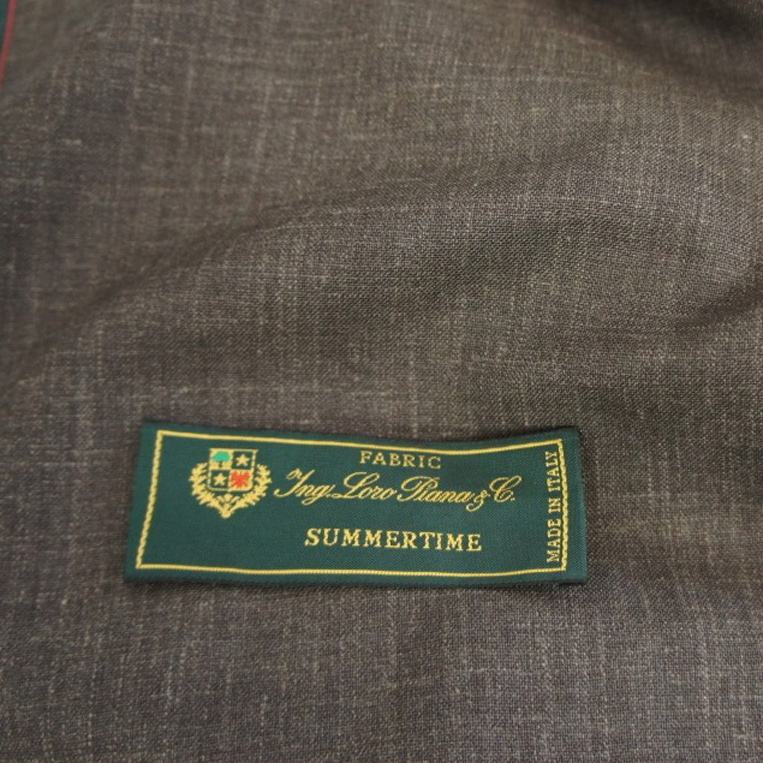 FABRIC
Ing. Loro Piana & C.
SUMMERTIME
MADE IN ITALY